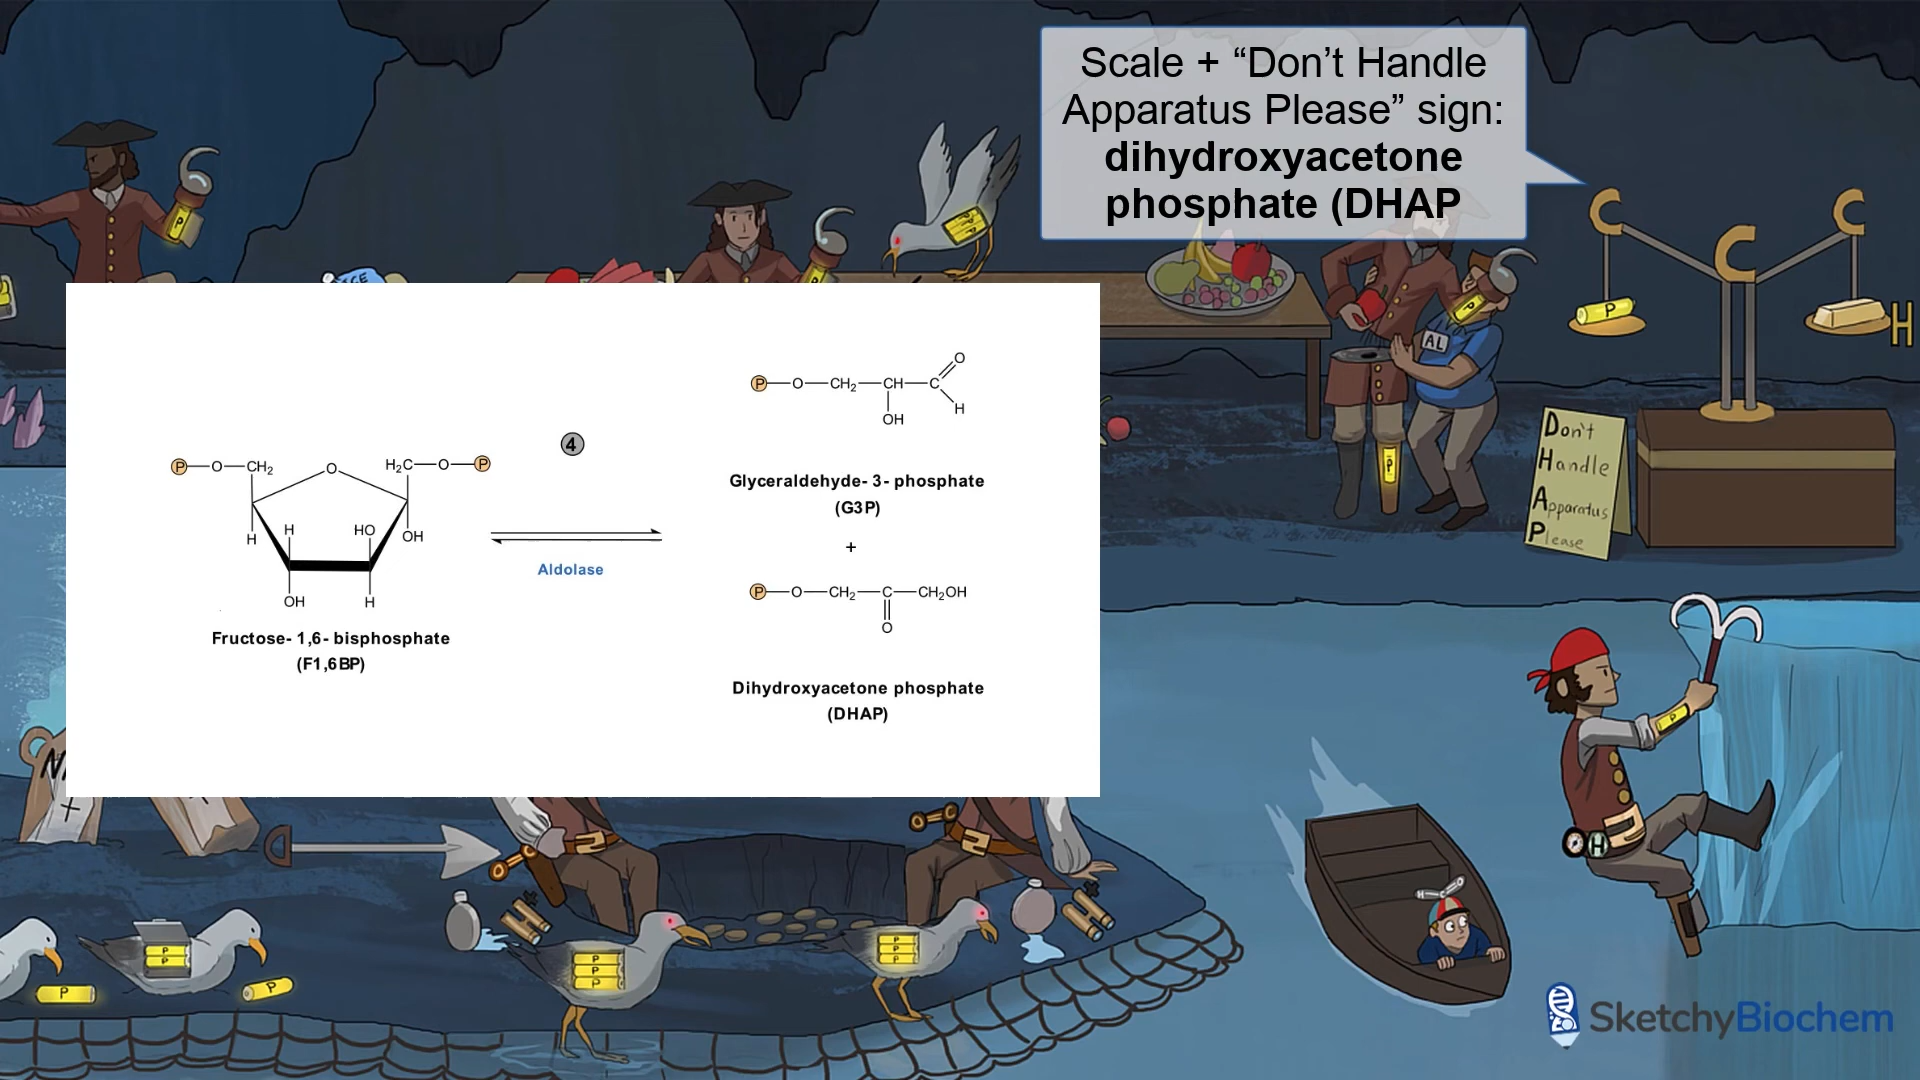 Scale + “Don’t Handle
Apparatus Please” sign:
dihydroxyacetone
phosphate (DHAP
P
P
P
P
P
C
C
C
P
H
AL
P
P
Don't
Handle
Apparatus
Please
P—O—CH₂—CH—C
O
H
OH
4
Glyceraldehyde- 3- phosphate
(G3P)
+
P—O—CH₂
O
H₂C—O—P
H
H
HO
OH
OH
H
Aldolase
P—O—CH₂—C—CH₂OH
O
Fructose- 1,6- bisphosphate
(F1,6BP)
Dihydroxyacetone phosphate
(DHAP)
P
H
+
P
P
P
P
P
P
P
P
P
P
SketchyBiochem